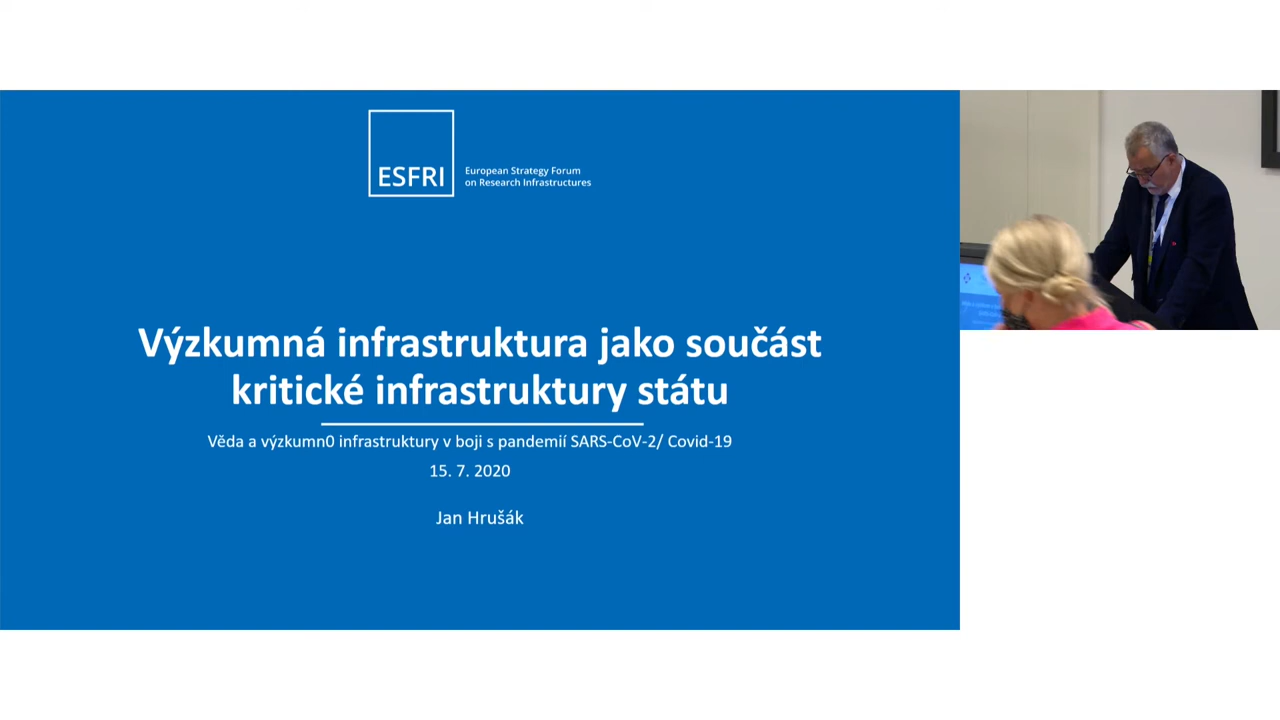 ESFRI
European Strategy Forum
on Research Infrastructures
Výzkumná infrastruktura jako součást
kritické infrastruktury státu
Věda a výzkumn0 infrastruktury v boji s pandemií SARS-CoV-2/ Covid-19
15. 7. 2020
Jan Hrušák